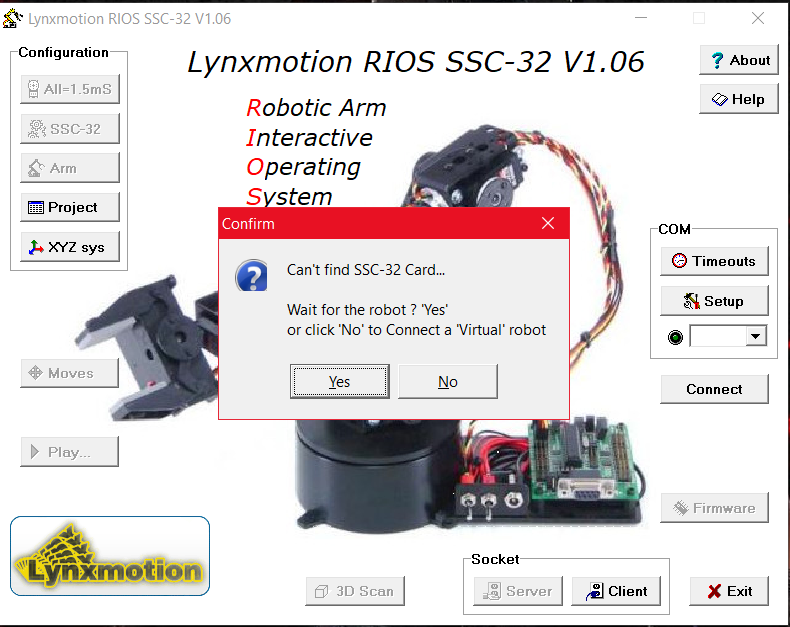 Lynxmotion RIOS SSC-32 V1.06
Configuration
All=1.5mS
SSC-32
Arm
Project
XYZ sys
Lynxmotion RIOS SSC-32 V1.06
Robotic Arm
Interactive
Operating
System
? About
Help
Confirm
?
Can't find SSC-32 Card...
Wait for the robot ? 'Yes'
or click 'No' to Connect a 'Virtual' robot
Yes
No
COM
Timeouts
Setup
Connect
Moves
Play...
Lynxmotion
Firmware
3D Scan
Socket
Server
Client
Exit